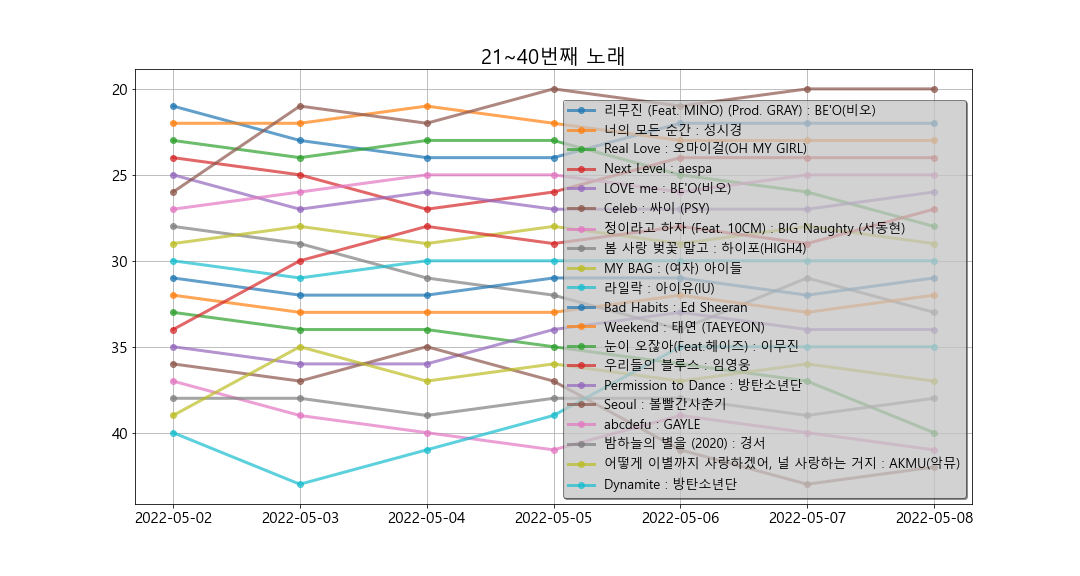 21~40번째 노래
20
25
30
35
40
리무진 (Feat. MINO) (Prod. GRAY) : BE'O(비오)
너의 모든 순간 : 성시경
Real Love : 오마이걸(OH MY GIRL)
Next Level : aespa
LOVE me : BE'O(비오)
Celeb : 싸이 (PSY)
정이라고 하자 (Feat. 10CM) : BIG Naughty (서동현)
봄 사랑 벚꽃 말고 : 하이포(HIGH4)
MY BAG : (여자) 아이들
라일락 : 아이유(IU)
Bad Habits : Ed Sheeran
Weekend : 태연 (TAEYEON)
눈이 오잖아(Feat.헤이즈) : 이무진
우리들의 블루스 : 임영웅
Permission to Dance : 방탄소년단
Seoul : 볼빨간사춘기
abcdefu : GAYLE
밤하늘의 별을 (2020) : 경서
어떻게 이별까지 사랑하겠어, 널 사랑하는 거지 : AKMU(악뮤)
Dynamite : 방탄소년단
2022-05-02
2022-05-03
2022-05-04
2022-05-05
2022-05-06
2022-05-07
2022-05-08